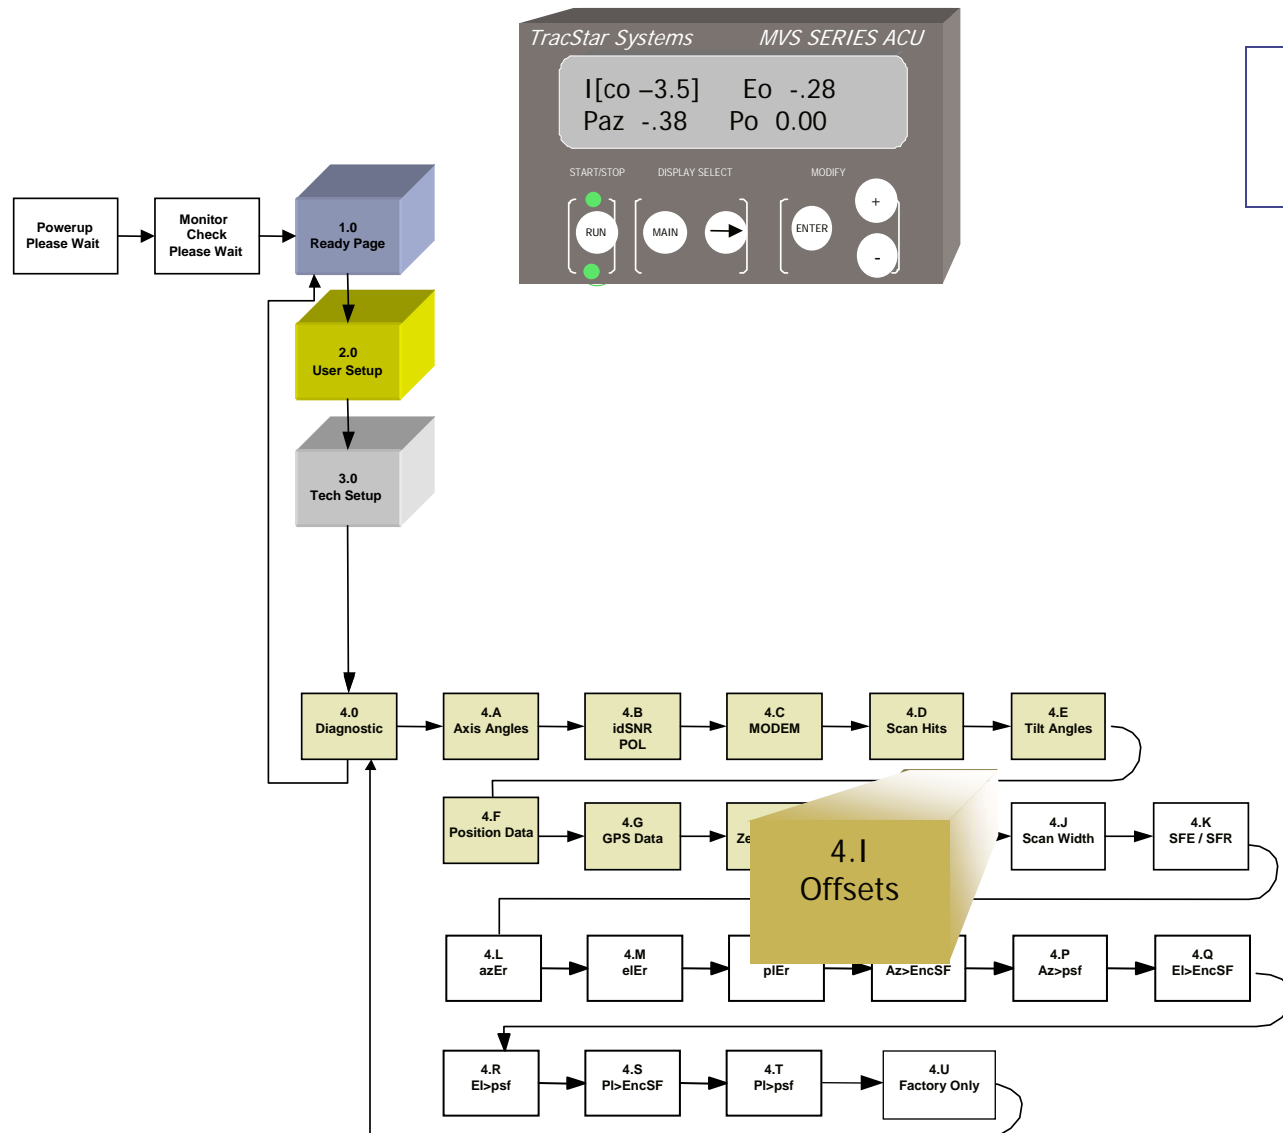 TracStar Systems MVS SERIES ACU
I[co –3.5] Eo -.28
Paz -.38 Po 0.00
START/STOP DISPLAY SELECT MODIFY
RUN MAIN ENTER + -
Powerup
Please Wait
Monitor
Check
Please Wait
1.0
Ready Page
2.0
User Setup
3.0
Tech Setup
4.0
Diagnostic
4.A
Axis Angles
4.B
idSNR
POL
4.C
MODEM
4.D
Scan Hits
4.E
Tilt Angles
4.F
Position Data
4.G
GPS Data
4.I
Offsets
4.J
Scan Width
4.K
SFE / SFR
4.L
azEr
4.M
elEr
plEr
Az>EncSF
4.P
Az>psf
4.Q
El>EncSF
4.R
El>psf
4.S
Pl>EncSF
4.T
Pl>psf
4.U
Factory Only